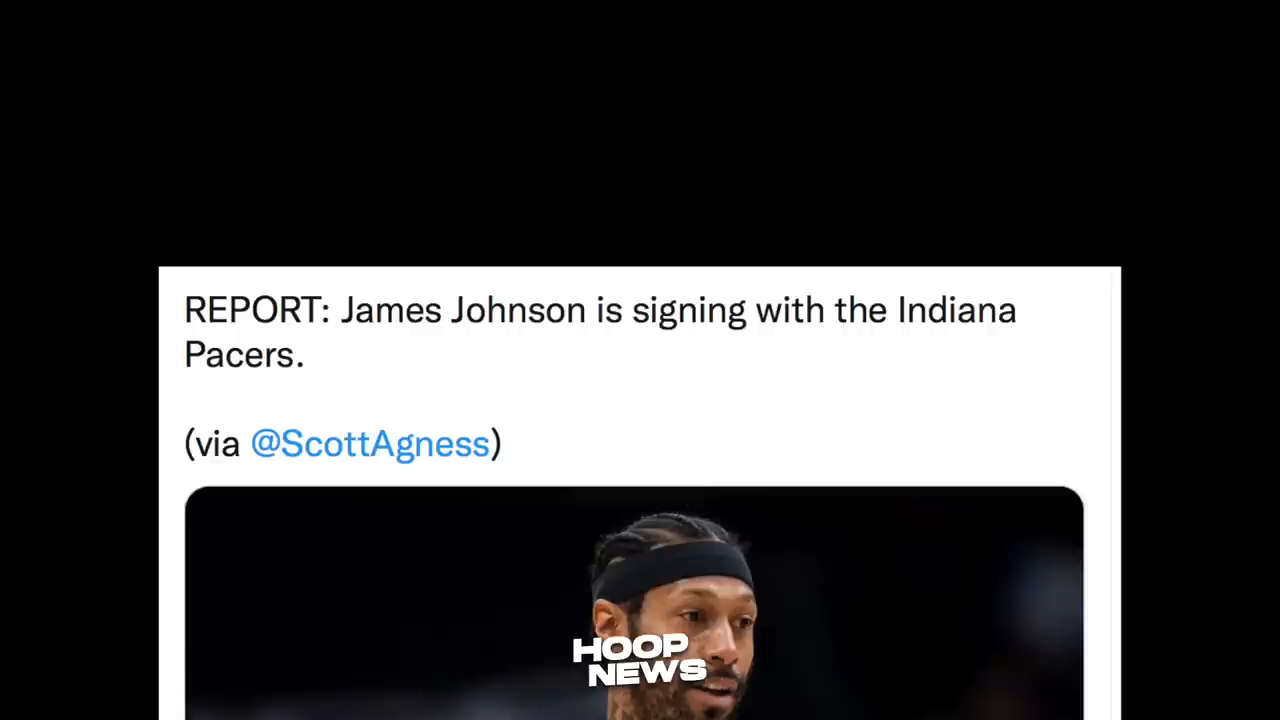 REPORT: James Johnson is signing with the Indiana
Pacers.
(via @ScottAgness)
HOOP
NEWS